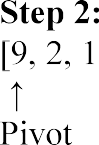 Step 2:
[9, 2, 1
↑
Pivot